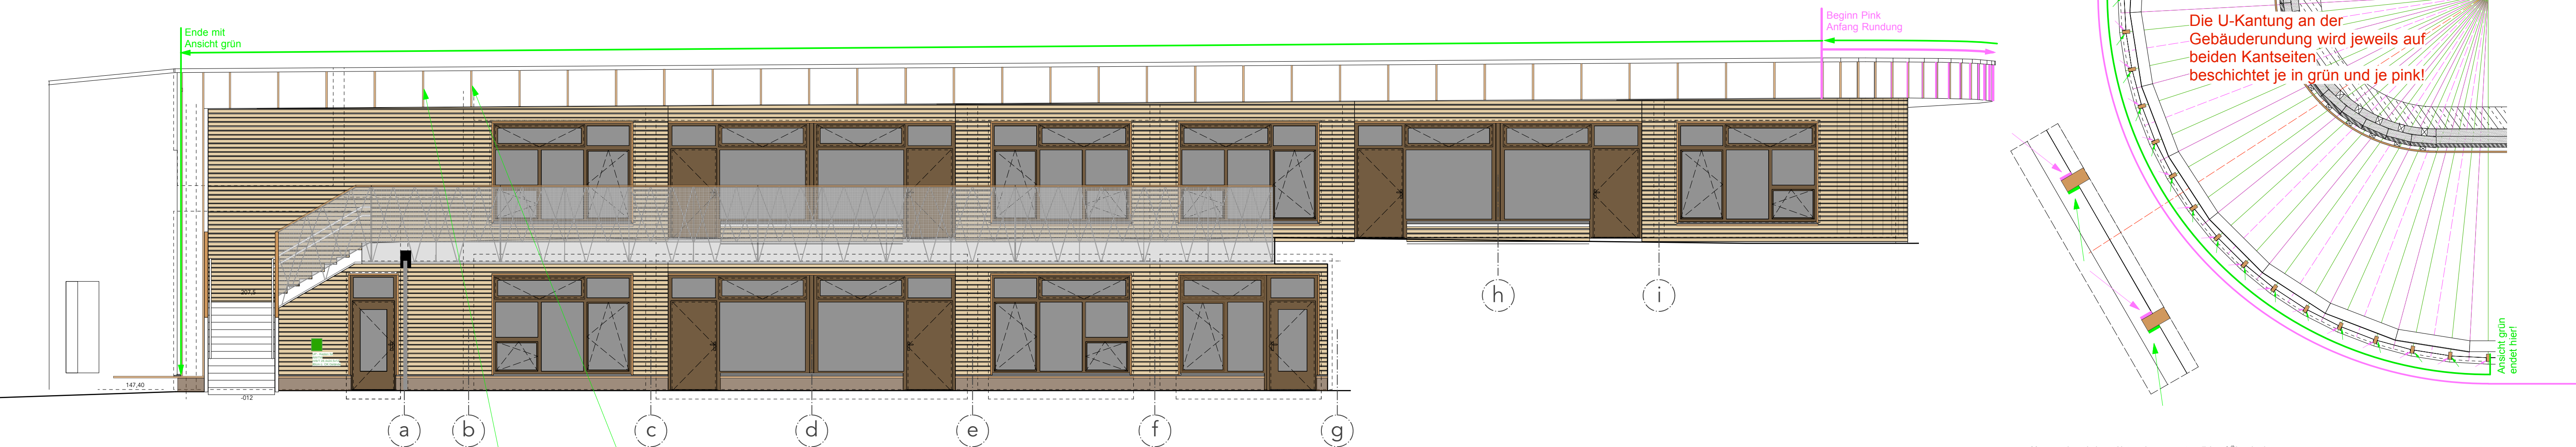 Ende mit
Ansicht grün
Beginn Pink
Anfang Rundung
Die U-Kantung an der
Gebäuderundung wird jeweils auf
beiden Kantseiten
beschichtet je in grün und je pink!
207,5
147,40
-012
a
b
c
d
e
f
g
h
i
Ansicht grün
endet hier!